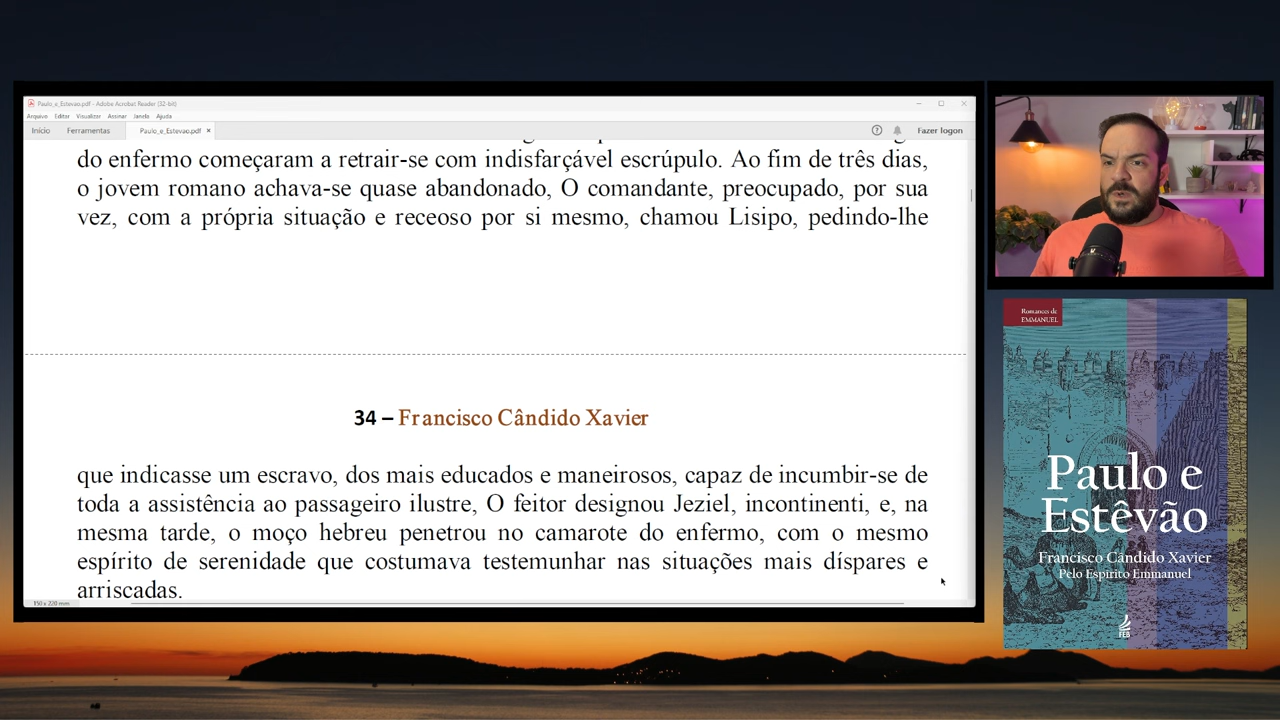 Paulo_e_Estevao.pdf - Adobe Acrobat Reader (32-bit)
Arquivo Editar Visualizar Assinar Janela Ajuda
Início Ferramentas Paulo_e_Estevao.pdf × Fazer logon
do enfermo começaram a retrair-se com indisfarçável escrúpulo. Ao fim de três dias,
o jovem romano achava-se quase abandonado, O comandante, preocupado, por sua
vez, com a própria situação e receoso por si mesmo, chamou Lisipo, pedindo-lhe
34 – Francisco Cândido Xavier
que indicasse um escravo, dos mais educados e maneirosos, capaz de incumbir-se de
toda a assistência ao passageiro ilustre, O feitor designou Jeziel, incontinenti, e, na
mesma tarde, o moço hebreu penetrou no camarote do enfermo, com o mesmo
espírito de serenidade que costumava testemunhar nas situações mais díspares e
arriscadas.
150 x 220 mm
Romances de
EMMANUEL
Paulo e
Estêvão
Francisco Cândido Xavier
Pelo Espírito Emmanuel
FEB